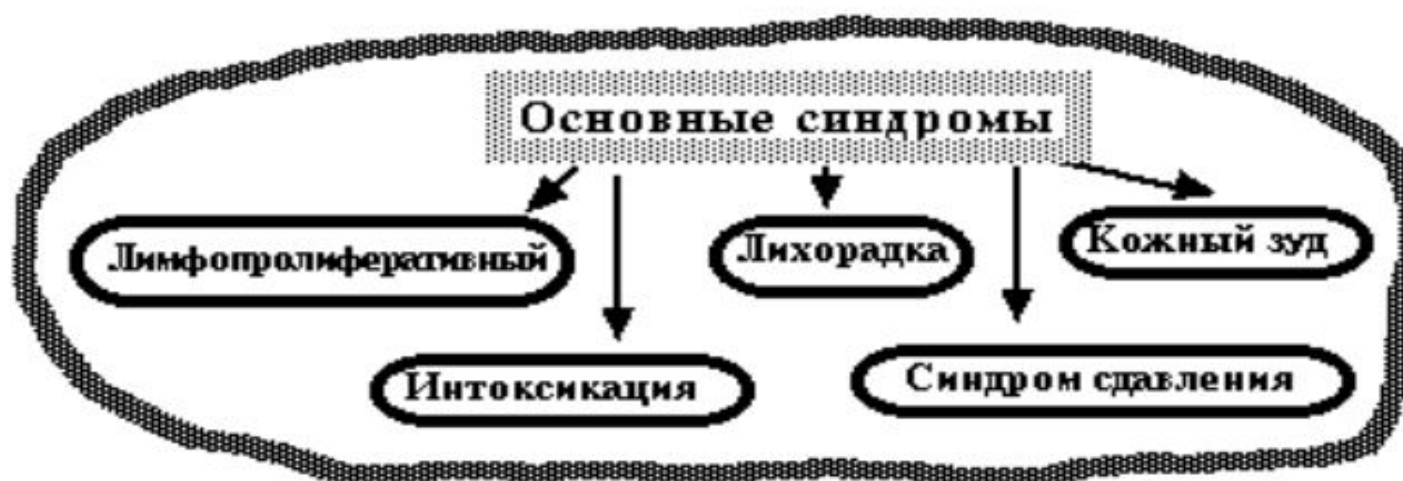 Основные синдромы
Лимфопролиферативный
Лихорадка
Кожный зуд
Интоксикация
Синдром сдавления